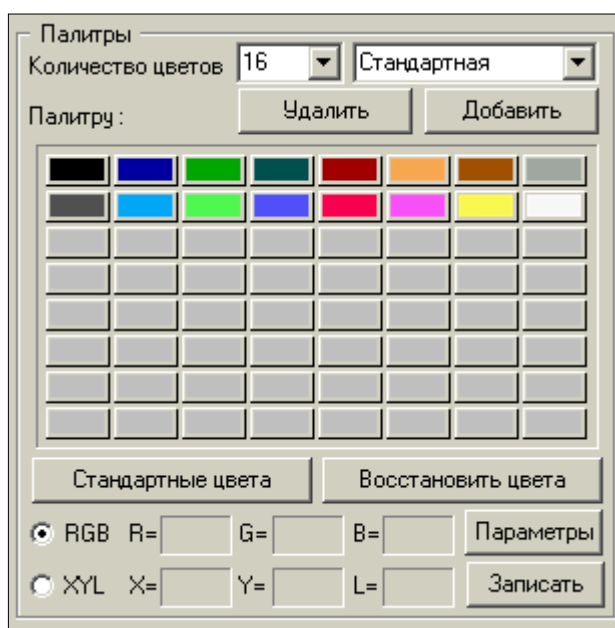 Палитры
Количество цветов 16 Стандартная
Палитру : Удалить Добавить
Стандартные цвета Восстановить цвета
RGB R= G= B= Параметры
XYL X= Y= L= Записать